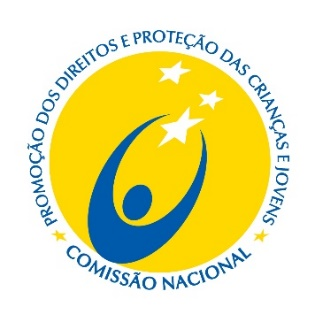 PROMOÇÃO DOS DIREITOS E PROTEÇÃO DAS CRIANÇAS E JOVENS
COMISSÃO NACIONAL